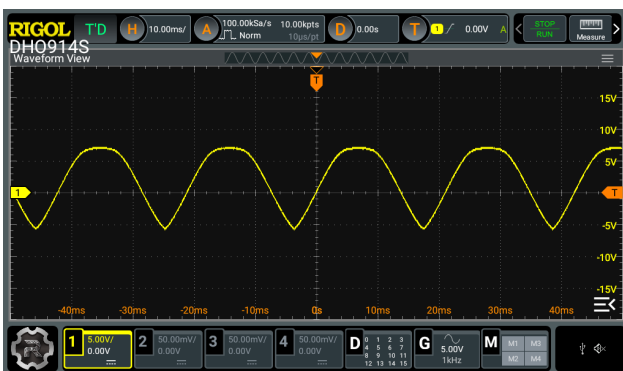 RIGOL T'D H 10.00ms/ A 100.00kSa/s 10.00kpts D 0.00s T 1 0.00V A < STOP RUN Measure >
Norm 10μs/pt
DHO914S
Waveform View
T
15V
10V
5V
1 T
-5V
-10V
-15V
-40ms -30ms -20ms -10ms 0s 10ms 20ms 30ms 40ms
1 5.00V/ 2 50.00mV/ 3 50.00mV/ 4 50.00mV/ D 0 1 2 3 G M M1 M3
0.00V 0.00V 0.00V 0.00V 4 5 6 7 5.00V
8 9 10 11 1kHz M2 M4
12 13 14 15